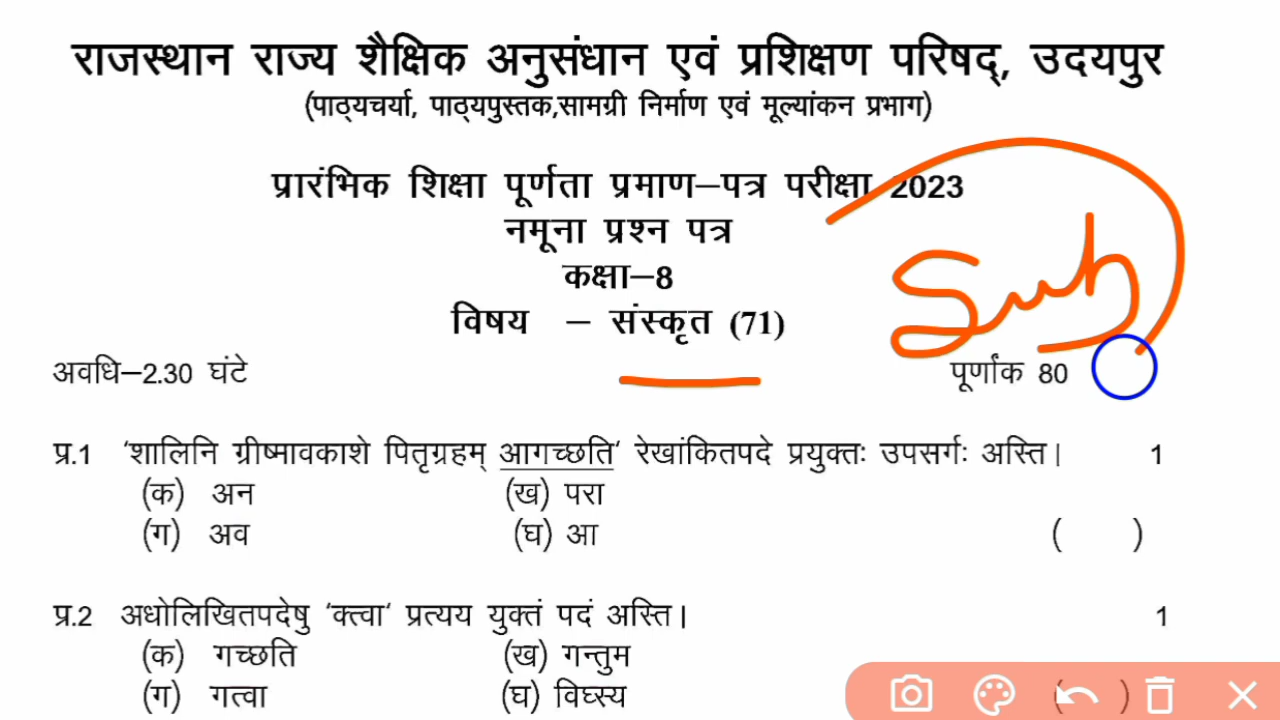 राजस्थान राज्य शैक्षिक अनुसंधान एवं प्रशिक्षण परिषद्, उदयपुर
(पाठ्यचर्या, पाठ्यपुस्तक,सामग्री निर्माण एवं मूल्यांकन प्रभाग)
प्रारंभिक शिक्षा पूर्णता प्रमाण–पत्र परीक्षा 2023
नमूना प्रश्न पत्र
कक्षा–8
विषय – संस्कृत (71)
अवधि–2.30 घंटे पूर्णांक 80
प्र.1 'शालिनि ग्रीष्मावकाशे पितृग्रहम् आगच्छति' रेखांकितपदे प्रयुक्तः उपसर्गः अस्ति। 1
(क) अन (ख) परा
(ग) अव (घ) आ ( )
प्र.2 अधोलिखितपदेषु 'क्त्वा' प्रत्यय युक्तं पदं अस्ति। 1
(क) गच्छति (ख) गन्तुम
(ग) गत्वा (घ) विघ्स्य ( )